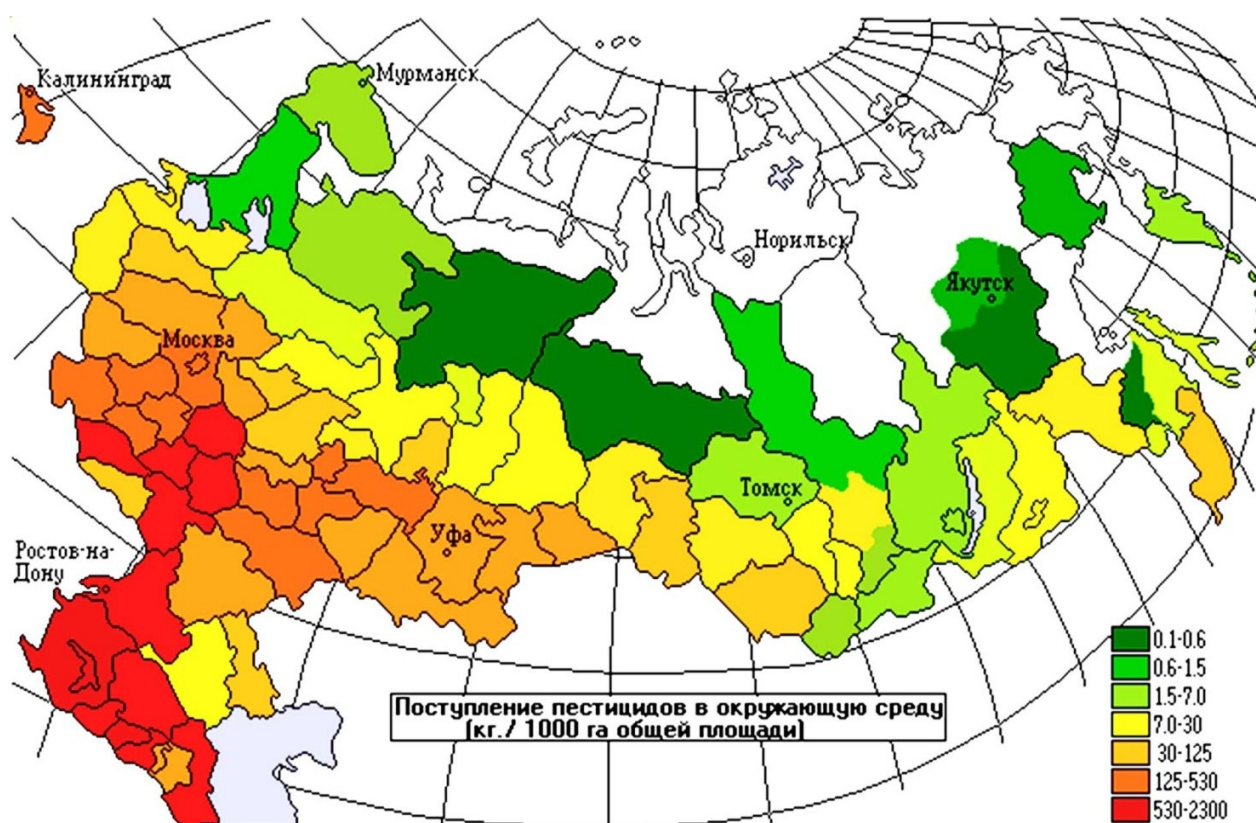 Калининград
Мурманск
Норильск
Якутск
Москва
Томск
Уфа
Ростов-на-
Дону
Поступление пестицидов в окружающую среду
(кг./ 1000 га общей площади)
0.1-0.6
0.6-1.5
1.5-7.0
7.0-30
30-125
125-530
530-2300